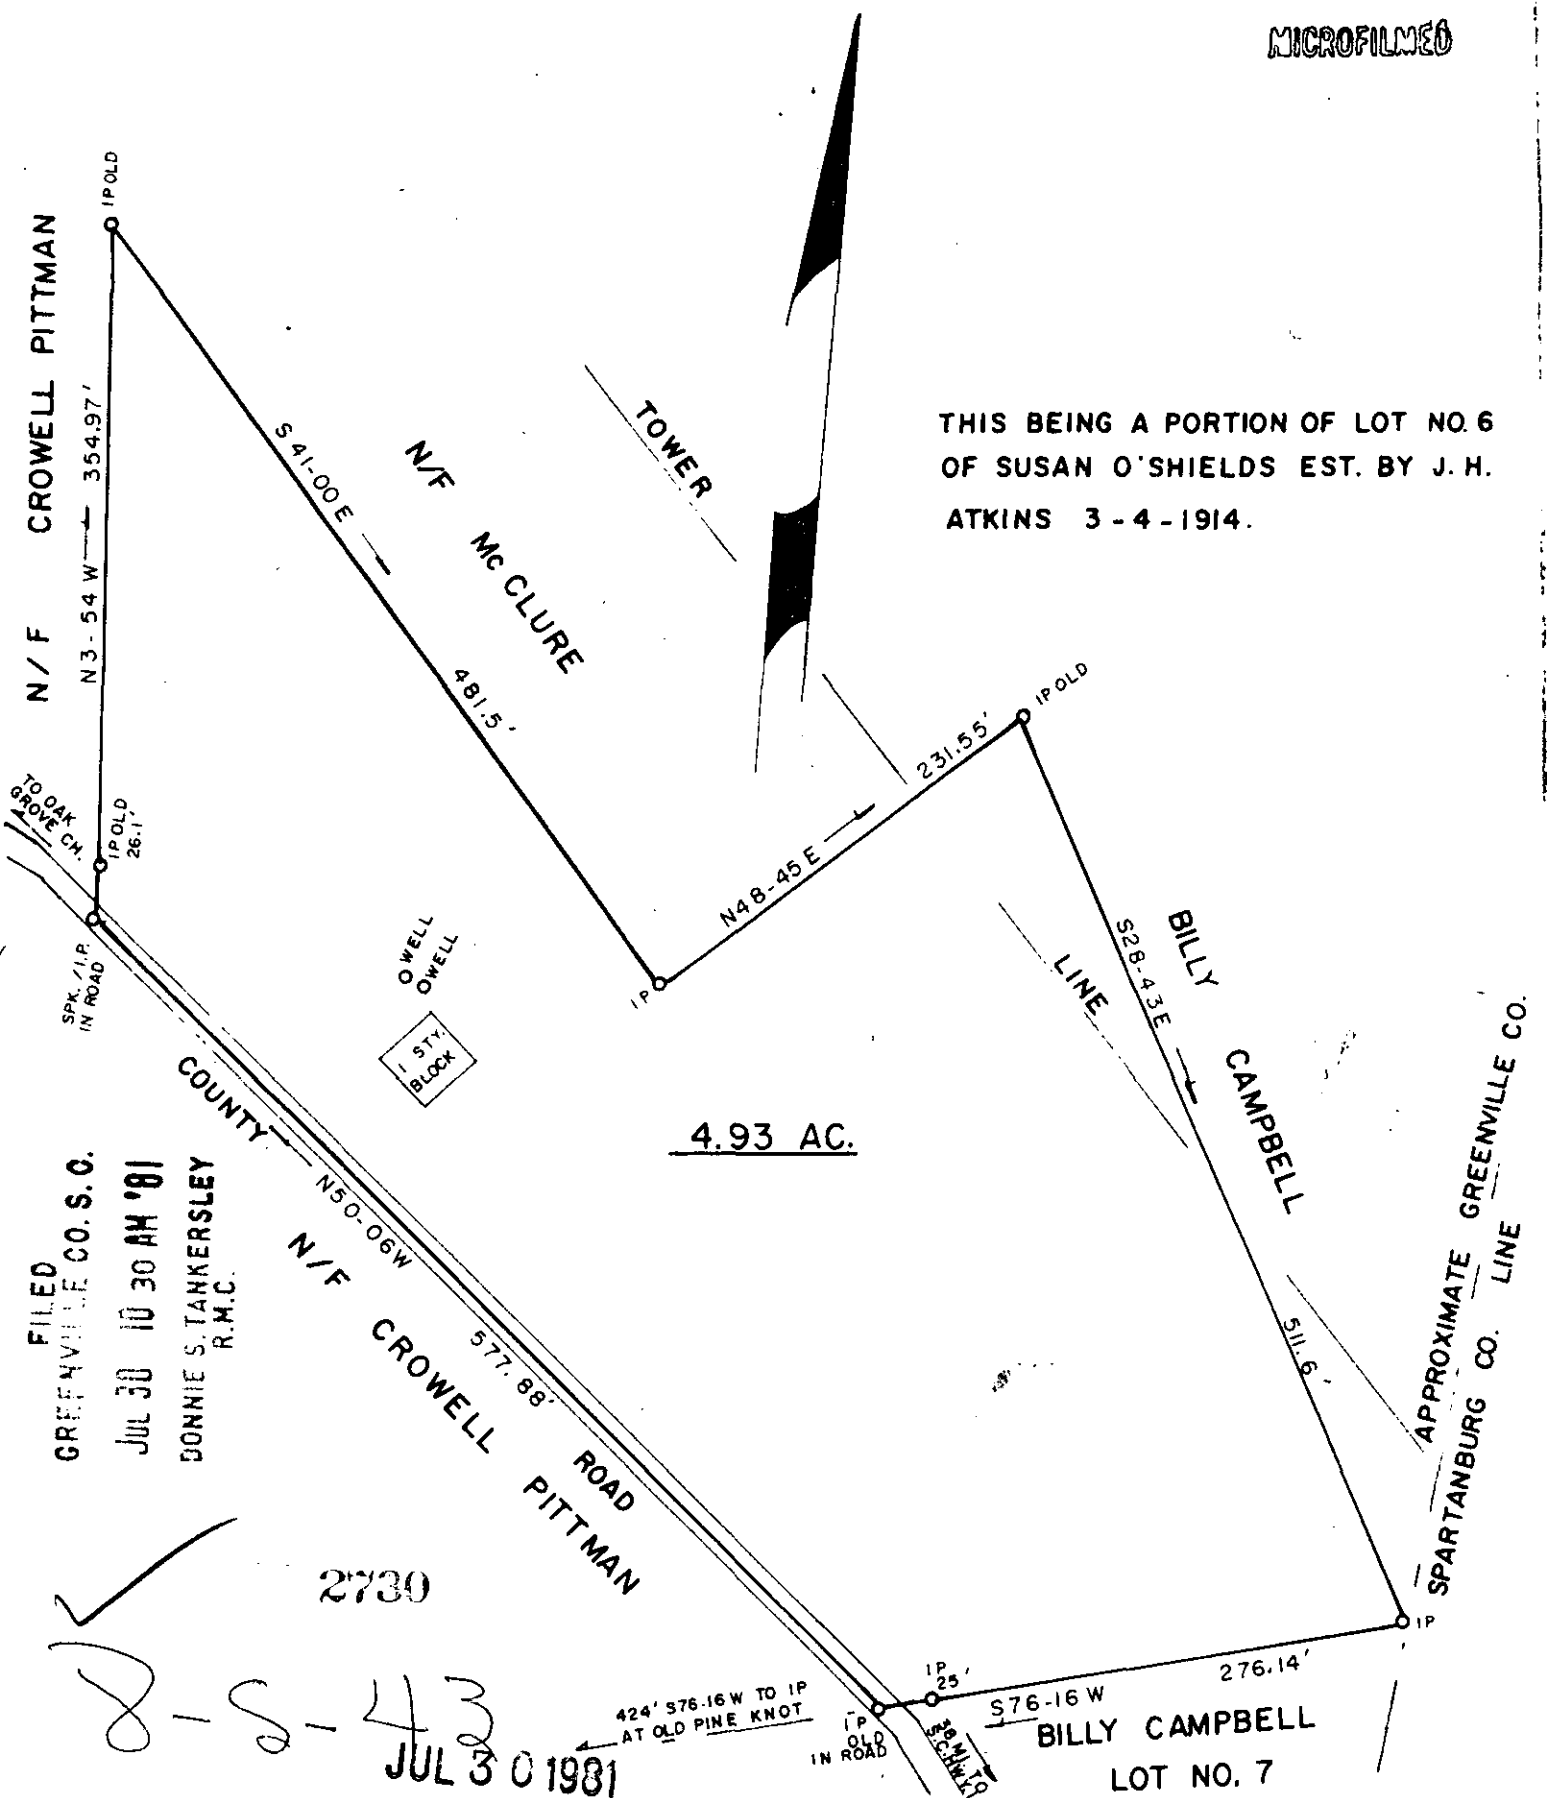 MICROFILMED
IP OLD
N/F CROWELL PITTMAN
N3-54 W 354.97'
S 41-00 E
481.5'
N/F
Mc CLURE
TOWER
THIS BEING A PORTION OF LOT NO. 6
OF SUSAN O'SHIELDS EST. BY J. H.
ATKINS 3-4-1914.
IP OLD
231.55'
N48-45 E
TO OAK
GROVE CH.
IP OLD
26.1'
SPK./I.P.
IN ROAD
O WELL
O WELL
IP
1 STY.
BLOCK
LINE
S28-43 E
511.6'
BILLY CAMPBELL
4.93 AC.
COUNTY
N50-06 W
577.88'
ROAD
N/F CROWELL PITTMAN
APPROXIMATE GREENVILLE CO.
SPARTANBURG CO. LINE
FILED
GREENVILLE CO. S. C.
JUL 30 10 30 AM '81
DONNIE S. TANKERSLEY
R.M.C.
2730
8-S-43
JUL 30 1981
424' S76-16 W TO IP
AT OLD PINE KNOT
IP
OLD
IN ROAD
IP
25'
S76-16 W
276.14'
IP
BILLY CAMPBELL
LOT NO. 7